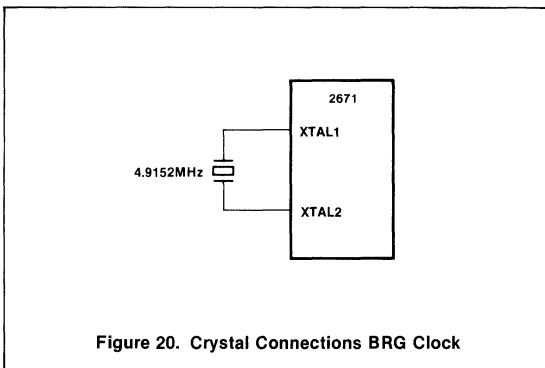 2671
XTAL1
4.9152MHz
XTAL2
Figure 20. Crystal Connections BRG Clock